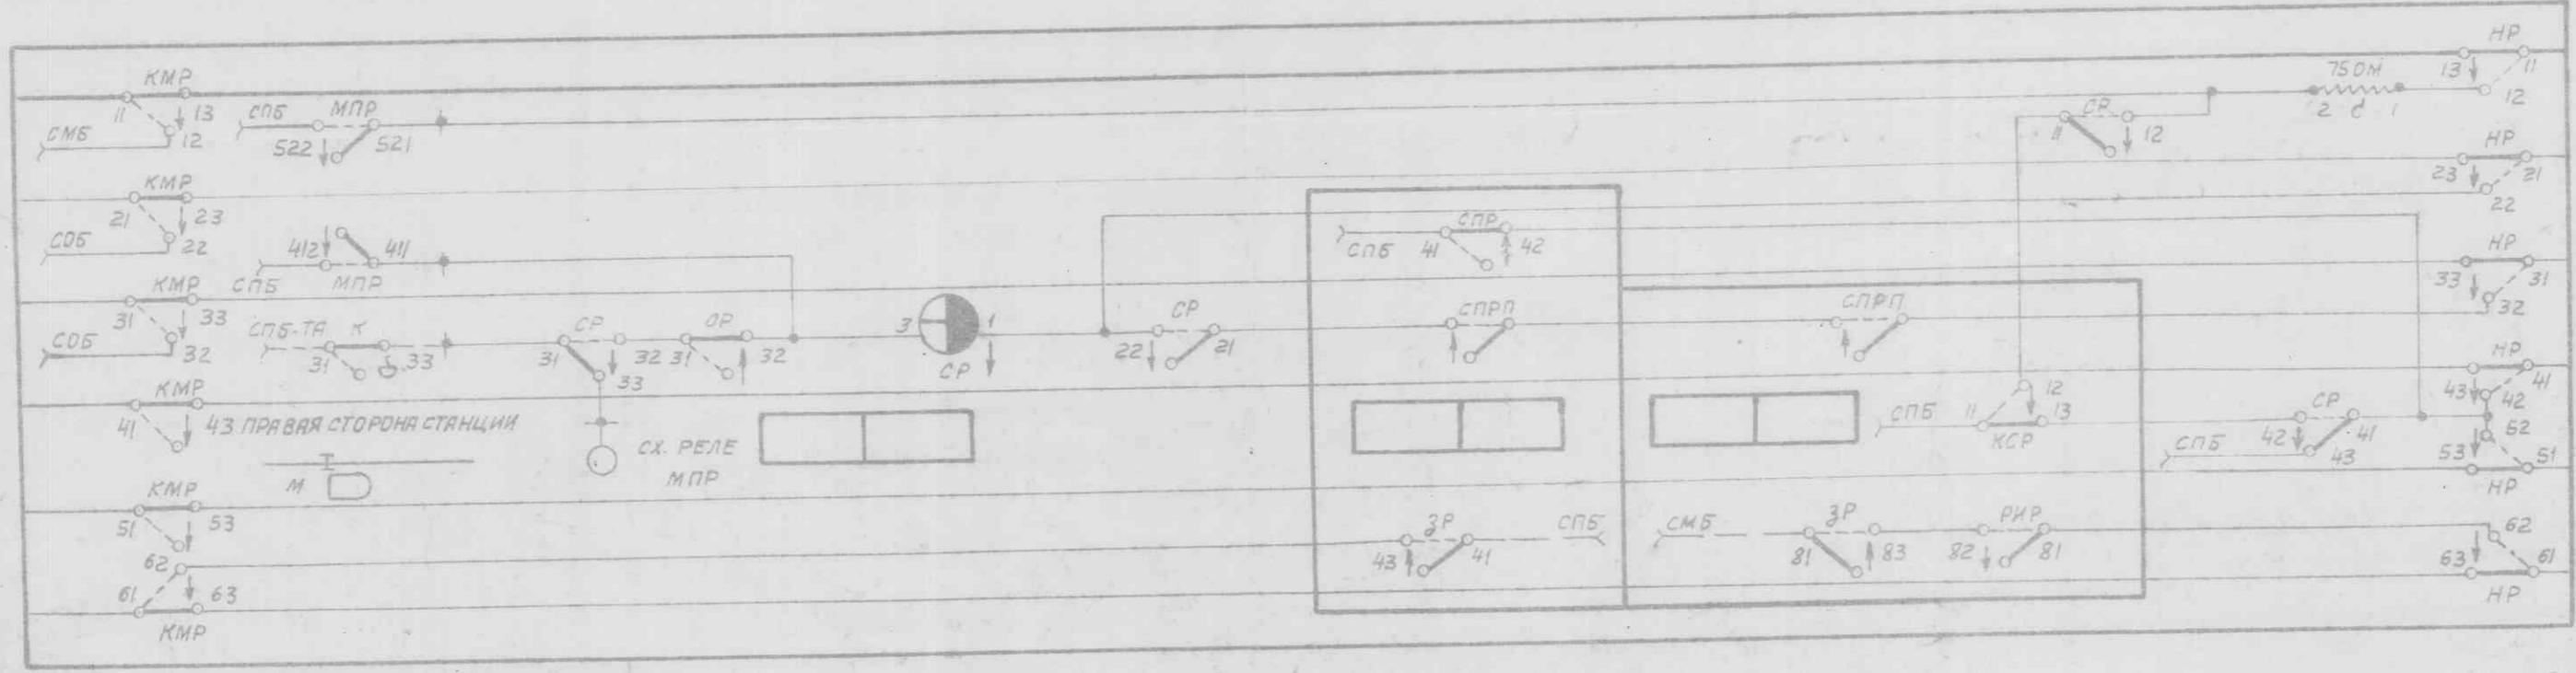 КМР
11 13
12
СМБ
СПБ МПР
522 521
КМР
21 23
22
СОБ
412 411
СПБ МПР
КМР
31 33
32
СОБ
СПБ-ТА К
31 33
СР
31 32
33
ОР
31 32
3 1
СР
СР
22 21
КМР
41 43
ПРАВАЯ СТОРОНА СТАНЦИИ
М
СХ. РЕЛЕ
МПР
КМР
51 53
62
61 63
КМР
СПР
СПБ 41 42
СПРП
ЗР
43 41
СПБ
СПРП
12
СПБ 11 13
КСР
СМБ
ЗР
81 83
РИР
82 81
СР
11 12
75 ОМ
2 1
НР
13 11
12
НР
23 21
22
НР
33 31
32
НР
43 41
42
СР
СПБ 42 41
43
52
53 51
НР
62
63 61
НР